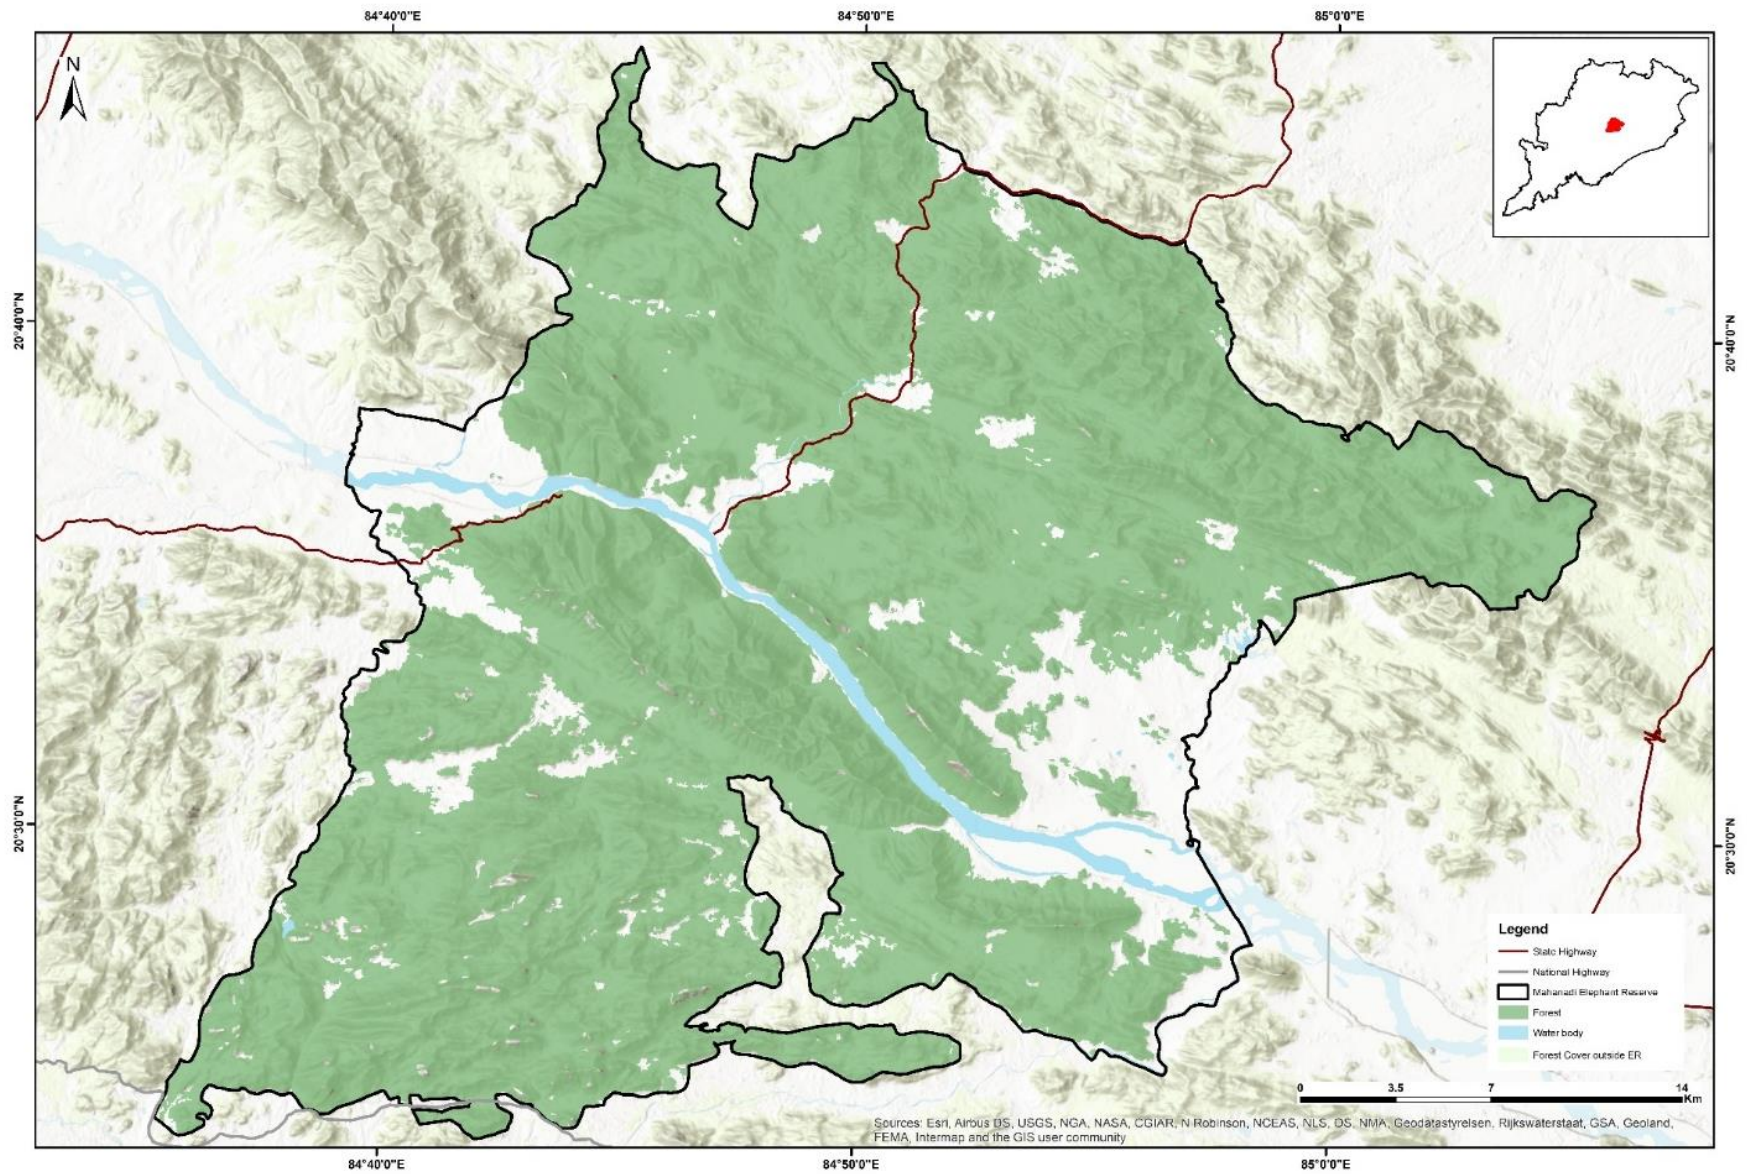 84°40'0"E
84°50'0"E
85°0'0"E
N
20°40'0"N
20°40'0"N
20°30'0"N
20°30'0"N
Legend
State Highway
National Highway
Mahanadi Elephant Reserve
Forest
Water body
Forest Cover outside ER
0 3.5 7 14
Km
Sources: Esri, Airbus DS, USGS, NGA, NASA, CGIAR, N Robinson, NCEAS, NLS, OS, NMA, Geodatastyrelsen, Rijkswaterstaat, GSA, Geoland,
FEMA, Intermap and the GIS user community
84°40'0"E
84°50'0"E
85°0'0"E